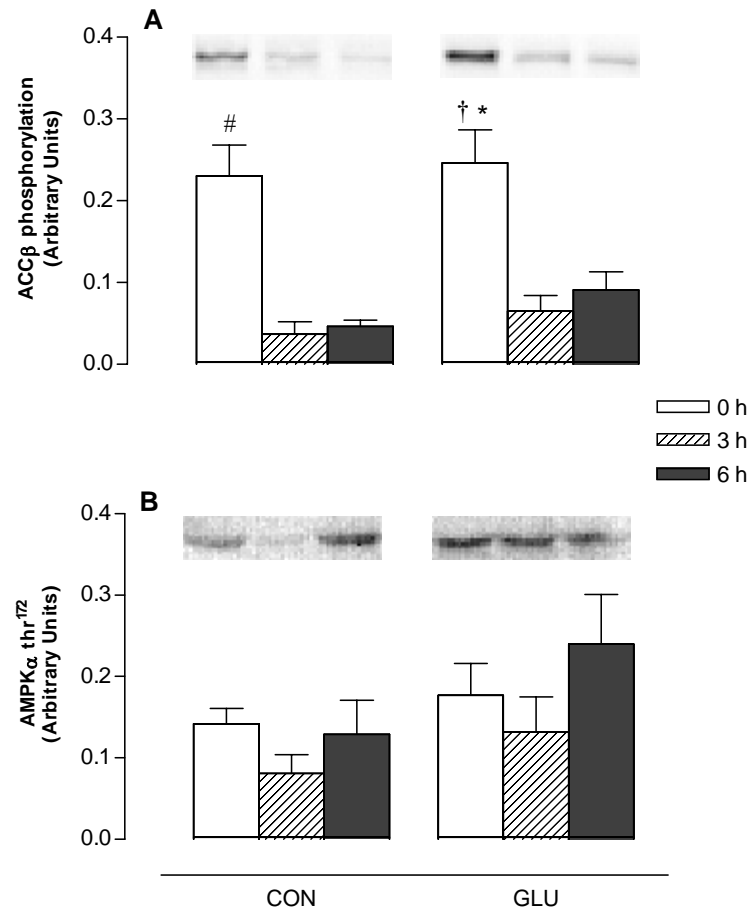 A
0.4
0.3
0.2
0.1
0.0
ACCβ phosphorylation
(Arbitrary Units)
#
† *
0 h
3 h
6 h
B
0.4
0.3
0.2
0.1
0.0
AMPKα thr¹⁷²
(Arbitrary Units)
CON GLU